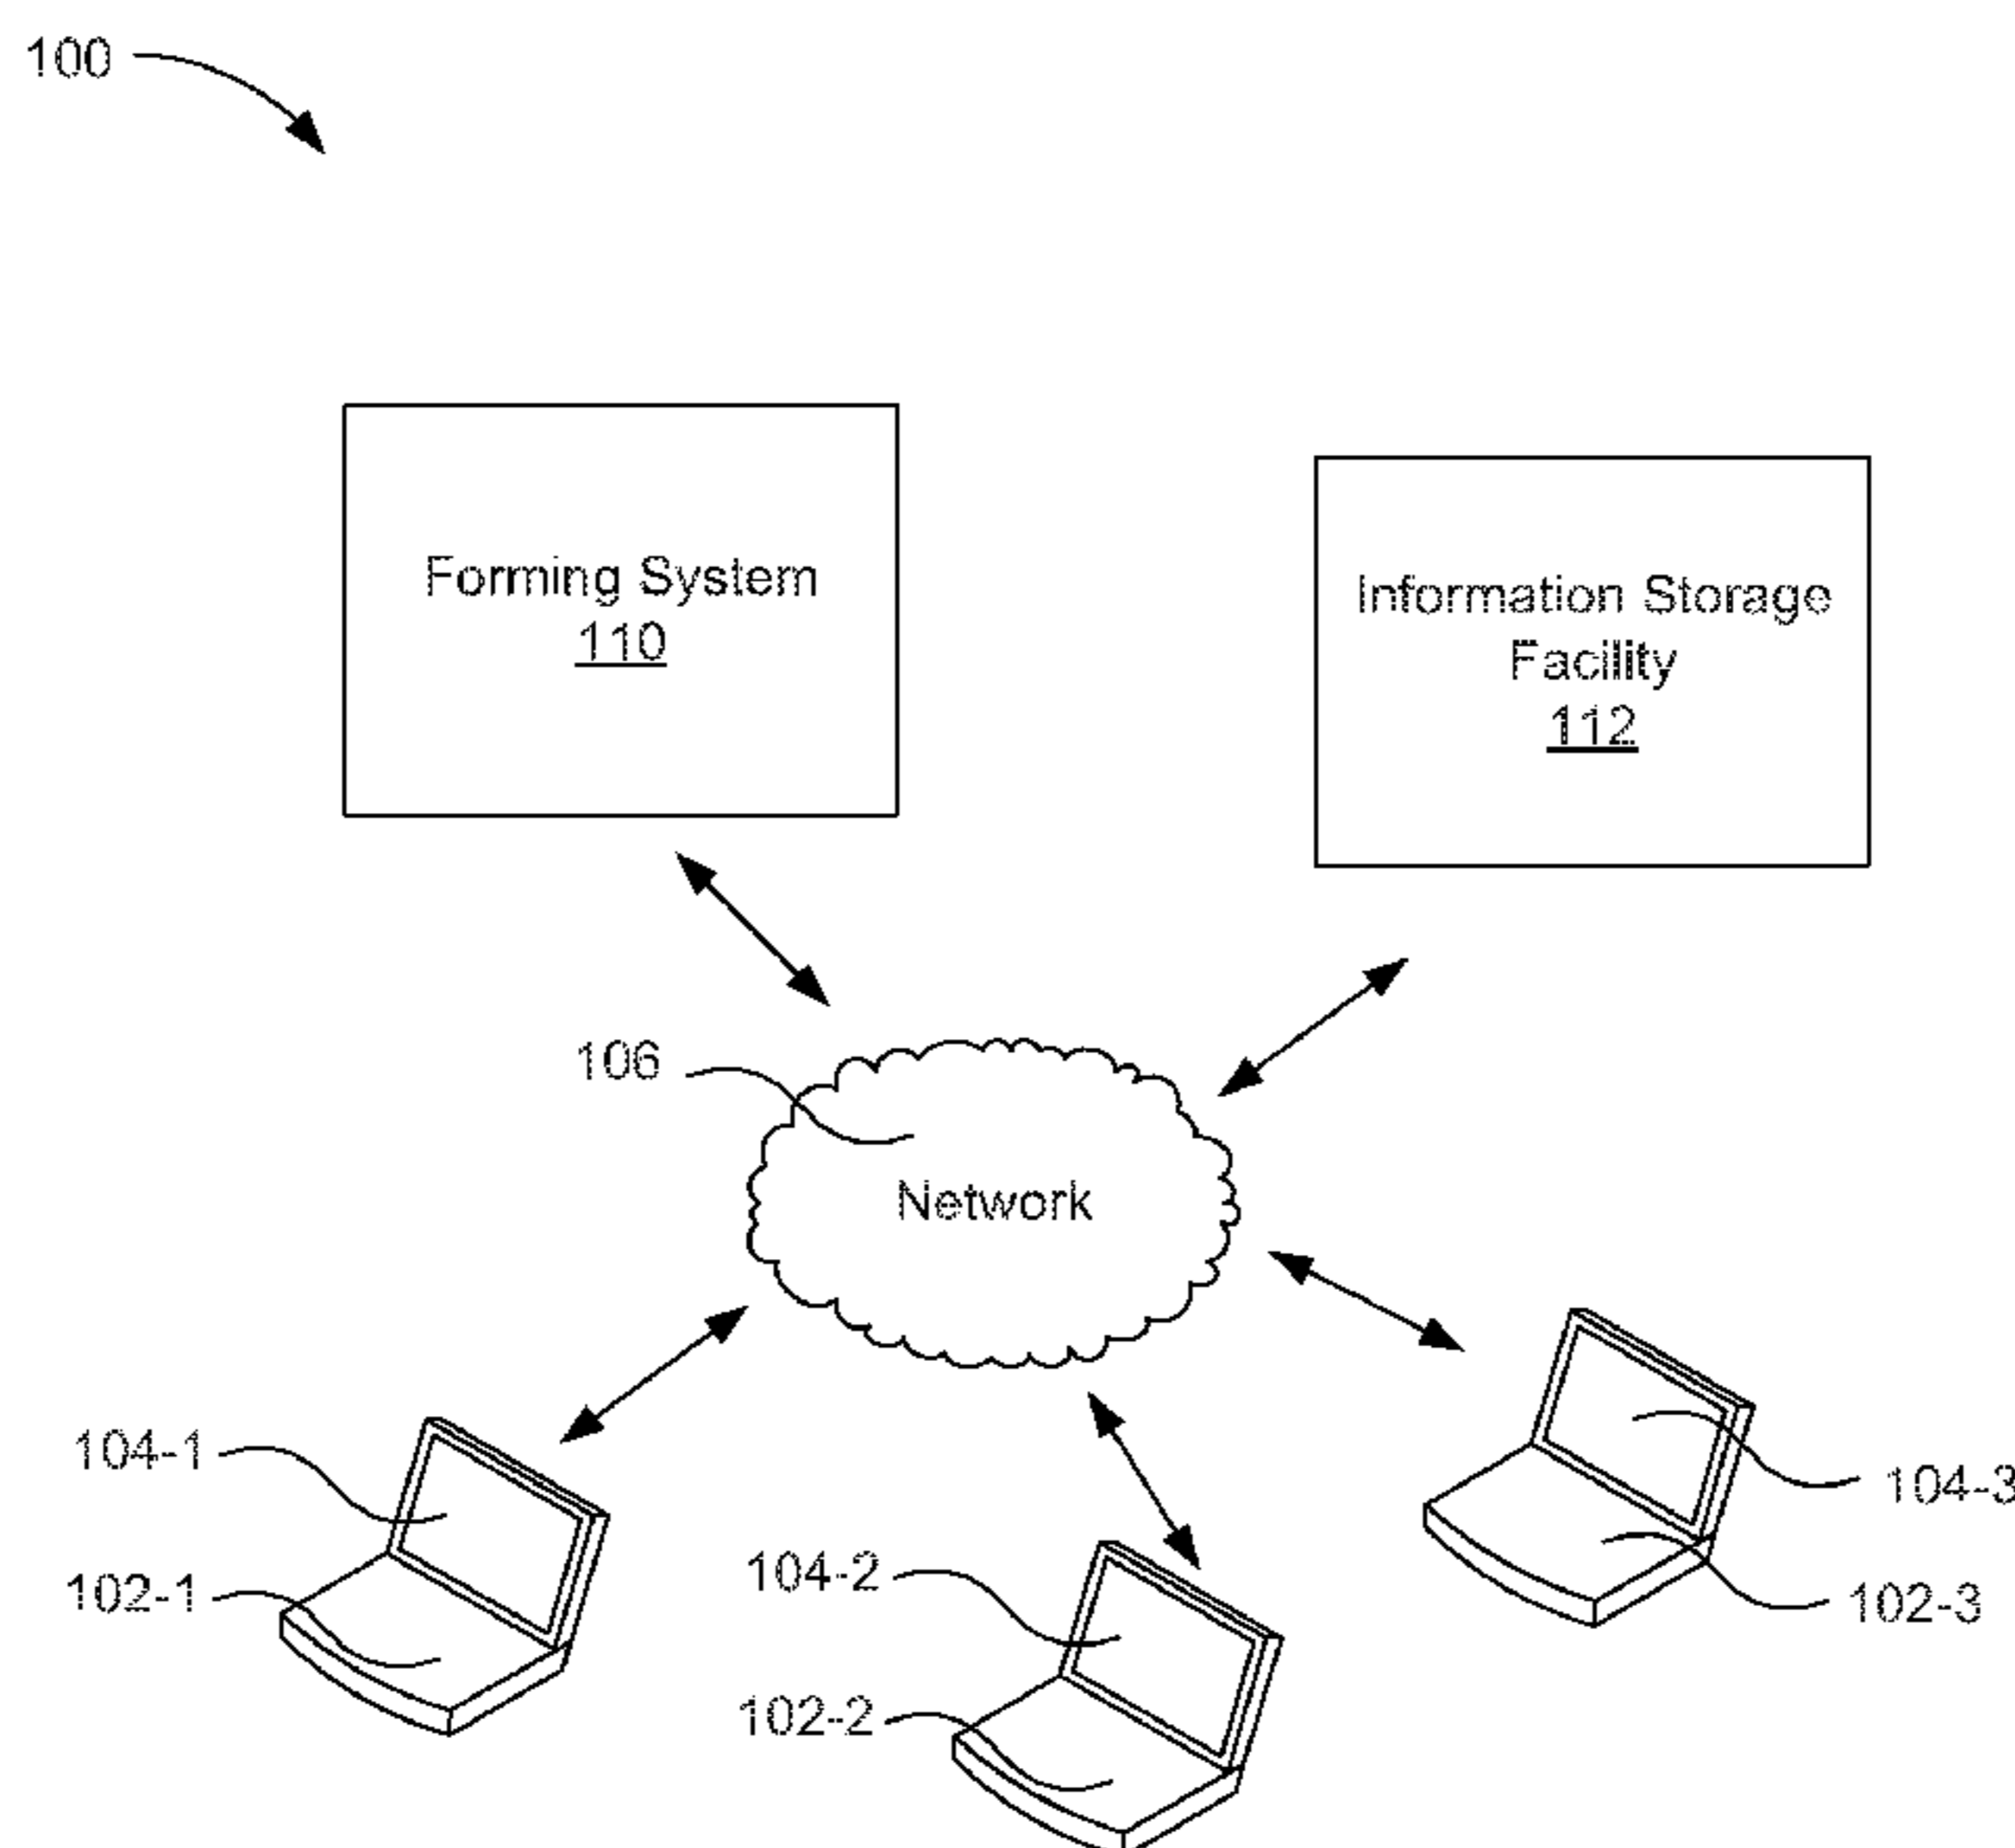 100
Forming System
110
Information Storage
Facility
112
106
Network
104-1
102-1
104-2
102-2
104-3
102-3